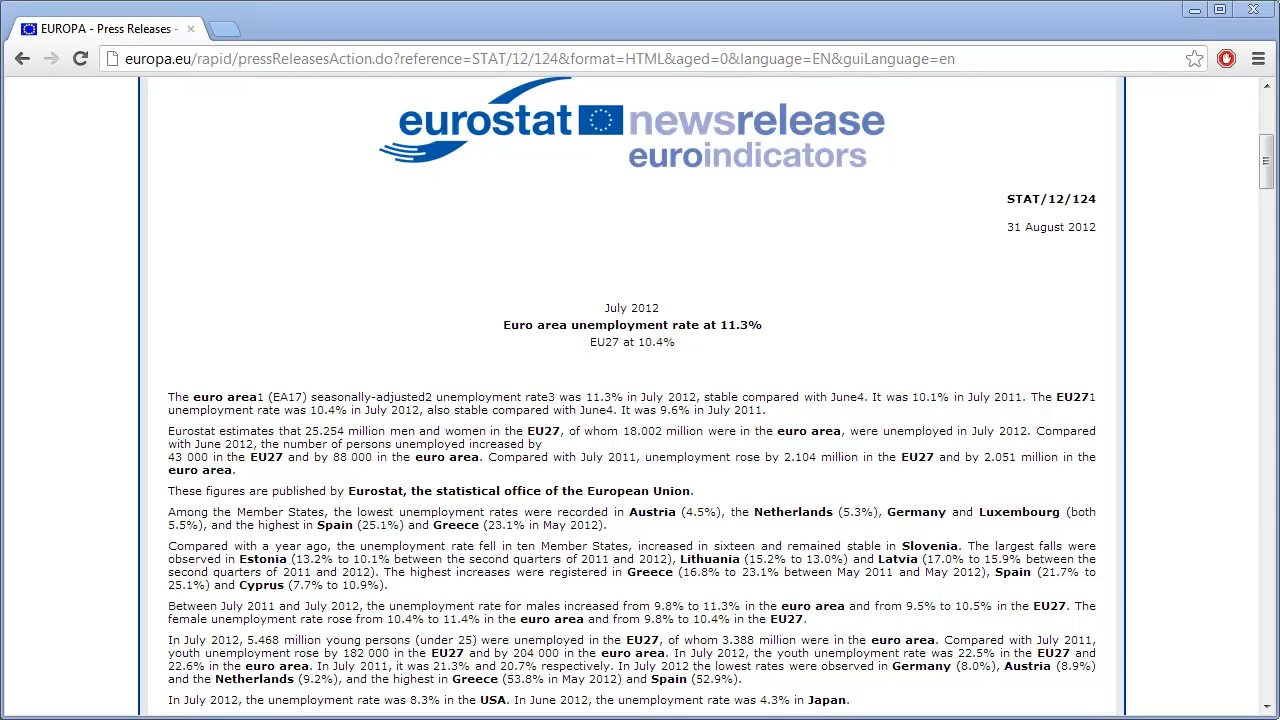 EUROPA - Press Releases -
europa.eu/rapid/pressReleasesAction.do?reference=STAT/12/124&format=HTML&aged=0&language=EN&guiLanguage=en
eurostat newsrelease
euroindicators
STAT/12/124
31 August 2012
July 2012
Euro area unemployment rate at 11.3%
EU27 at 10.4%
The euro area1 (EA17) seasonally-adjusted2 unemployment rate3 was 11.3% in July 2012, stable compared with June4. It was 10.1% in July 2011. The EU271
unemployment rate was 10.4% in July 2012, also stable compared with June4. It was 9.6% in July 2011.
Eurostat estimates that 25.254 million men and women in the EU27, of whom 18.002 million were in the euro area, were unemployed in July 2012. Compared
with June 2012, the number of persons unemployed increased by
43 000 in the EU27 and by 88 000 in the euro area. Compared with July 2011, unemployment rose by 2.104 million in the EU27 and by 2.051 million in the
euro area.
These figures are published by Eurostat, the statistical office of the European Union.
Among the Member States, the lowest unemployment rates were recorded in Austria (4.5%), the Netherlands (5.3%), Germany and Luxembourg (both
5.5%), and the highest in Spain (25.1%) and Greece (23.1% in May 2012).
Compared with a year ago, the unemployment rate fell in ten Member States, increased in sixteen and remained stable in Slovenia. The largest falls were
observed in Estonia (13.2% to 10.1% between the second quarters of 2011 and 2012), Lithuania (15.2% to 13.0%) and Latvia (17.0% to 15.9% between the
second quarters of 2011 and 2012). The highest increases were registered in Greece (16.8% to 23.1% between May 2011 and May 2012), Spain (21.7% to
25.1%) and Cyprus (7.7% to 10.9%).
Between July 2011 and July 2012, the unemployment rate for males increased from 9.8% to 11.3% in the euro area and from 9.5% to 10.5% in the EU27. The
female unemployment rate rose from 10.4% to 11.4% in the euro area and from 9.8% to 10.4% in the EU27.
In July 2012, 5.468 million young persons (under 25) were unemployed in the EU27, of whom 3.388 million were in the euro area. Compared with July 2011,
youth unemployment rose by 182 000 in the EU27 and by 204 000 in the euro area. In July 2012, the youth unemployment rate was 22.5% in the EU27 and
22.6% in the euro area. In July 2011, it was 21.3% and 20.7% respectively. In July 2012 the lowest rates were observed in Germany (8.0%), Austria (8.9%)
and the Netherlands (9.2%), and the highest in Greece (53.8% in May 2012) and Spain (52.9%).
In July 2012, the unemployment rate was 8.3% in the USA. In June 2012, the unemployment rate was 4.3% in Japan.